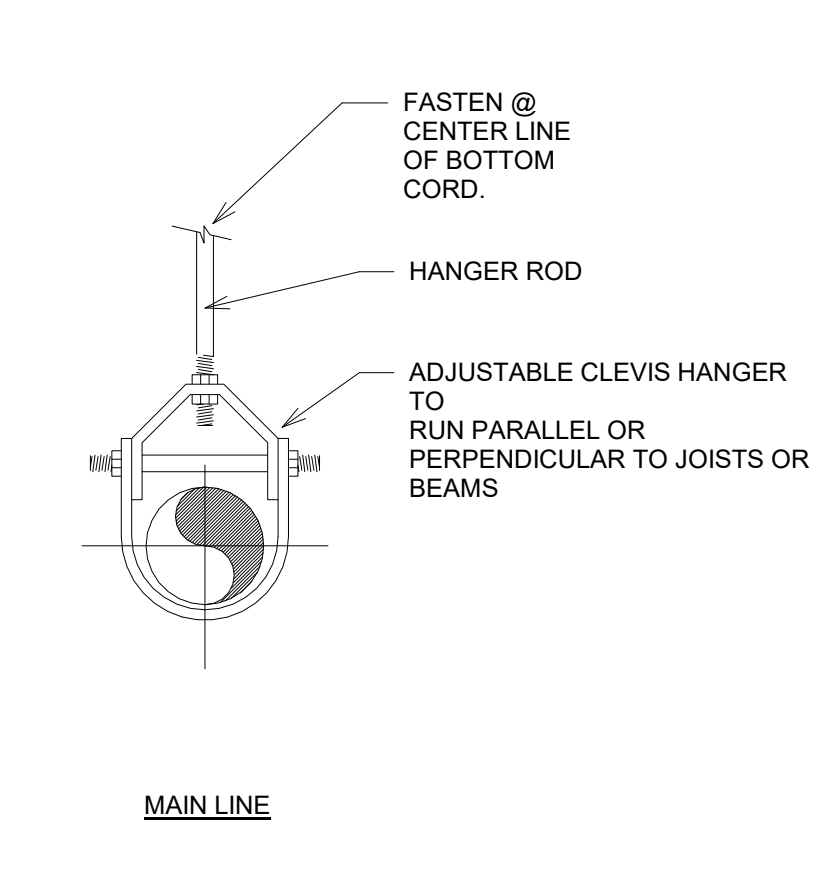 FASTEN @
CENTER LINE
OF BOTTOM
CORD.
HANGER ROD
ADJUSTABLE CLEVIS HANGER
TO
RUN PARALLEL OR
PERPENDICULAR TO JOISTS OR
BEAMS
MAIN LINE